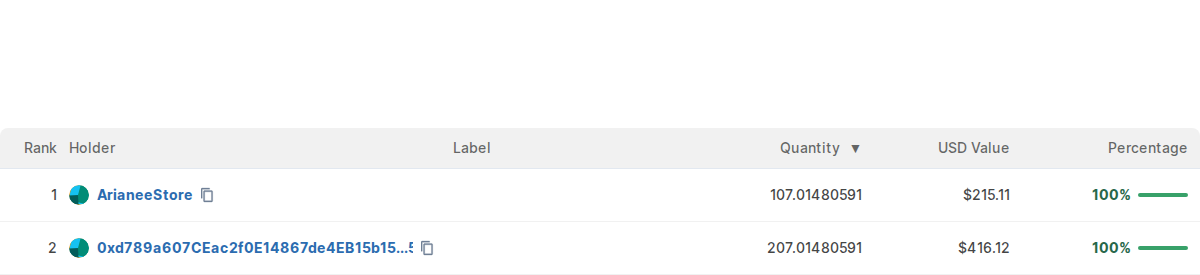 Rank Holder Label Quantity ▼ USD Value Percentage
1 ArianeeStore 107.01480591 $215.11 100%
2 0xd789a607CEac2f0E14867de4EB15b15...5 207.01480591 $416.12 100%